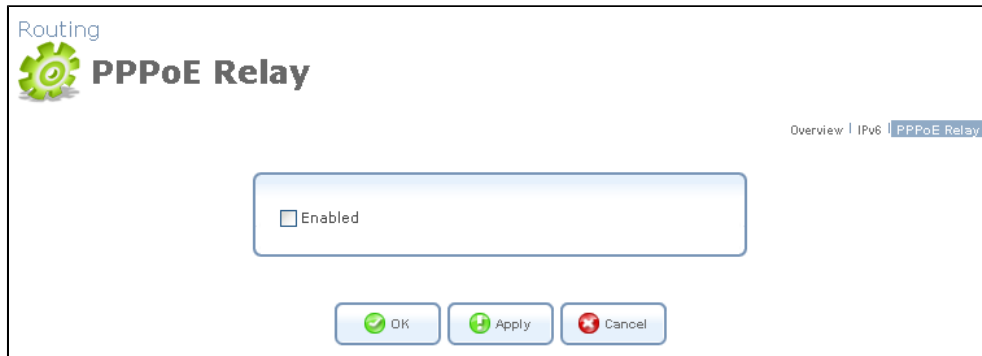 Routing
PPPoE Relay
Overview | IPv6 | PPPoE Relay
Enabled
OK Apply Cancel